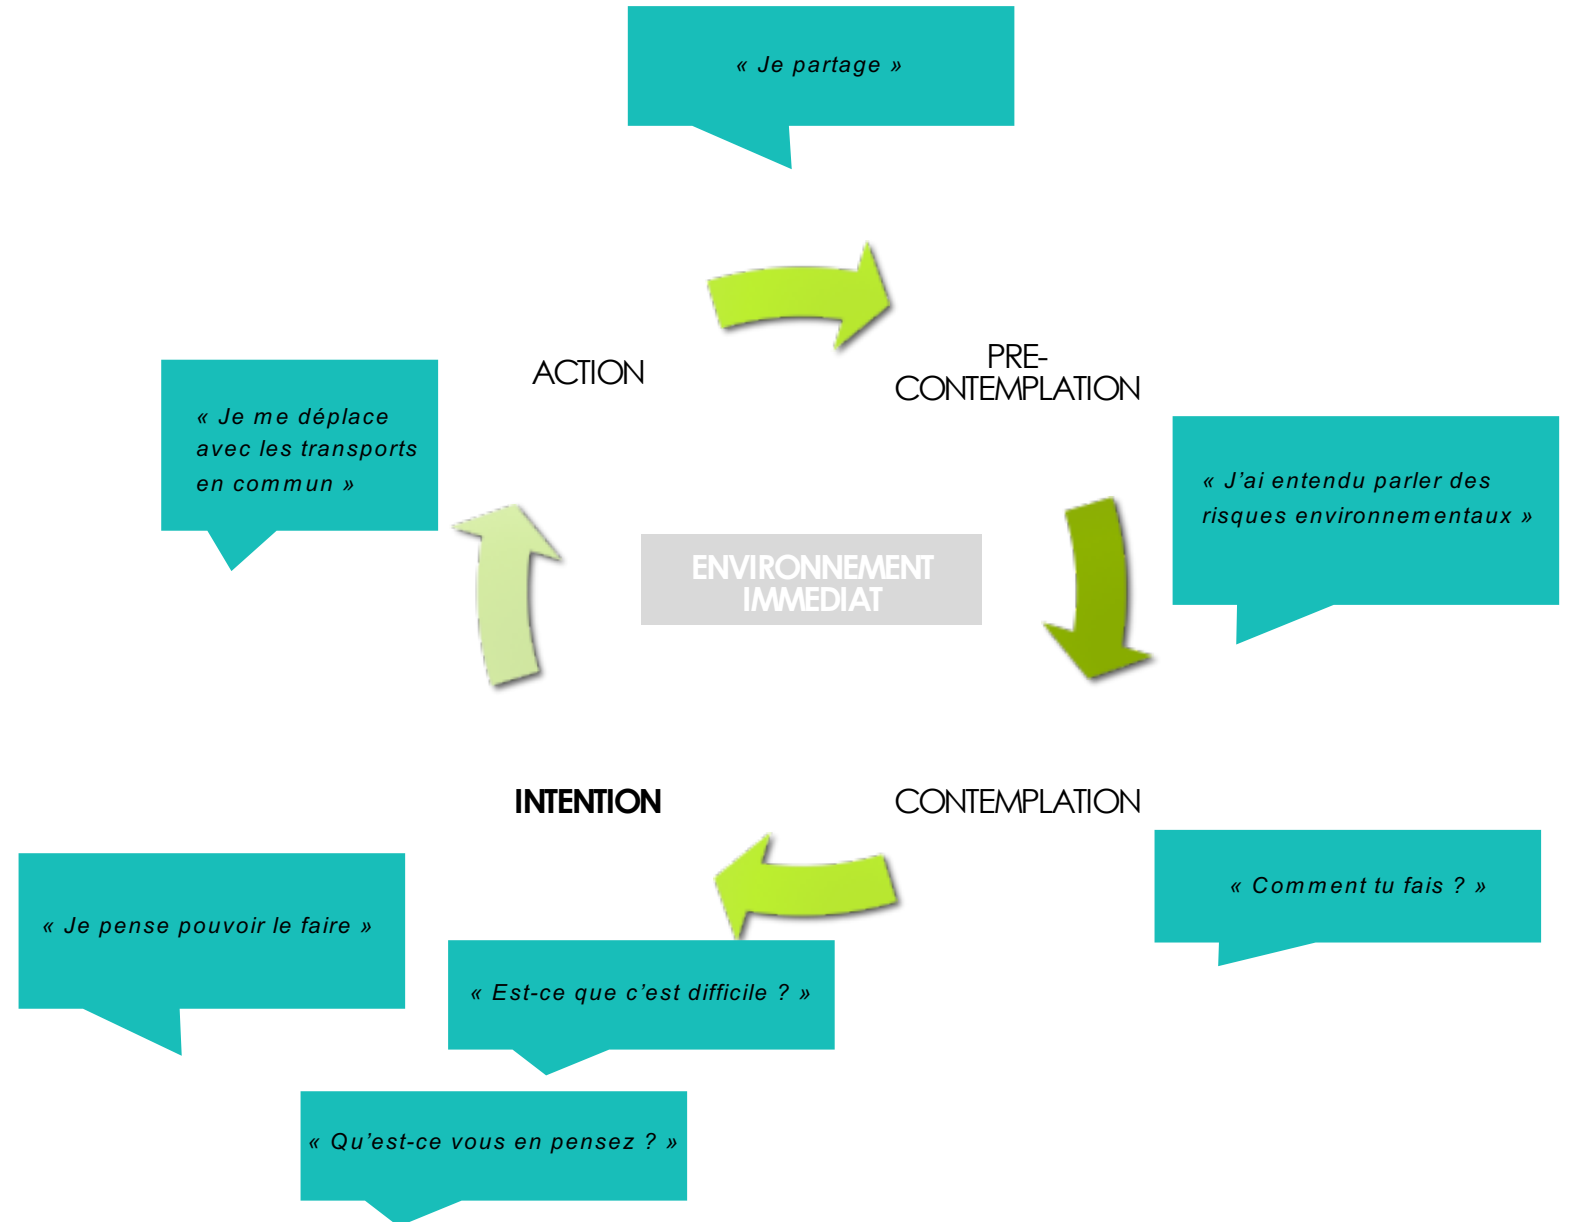 « Je partage »
ACTION
PRE-
CONTEMPLATION
« Je me déplace
avec les transports
en commun »
« J’ai entendu parler des
risques environnementaux »
ENVIRONNEMENT
IMMEDIAT
INTENTION
CONTEMPLATION
« Comment tu fais ? »
« Je pense pouvoir le faire »
« Est-ce que c’est difficile ? »
« Qu’est-ce vous en pensez ? »